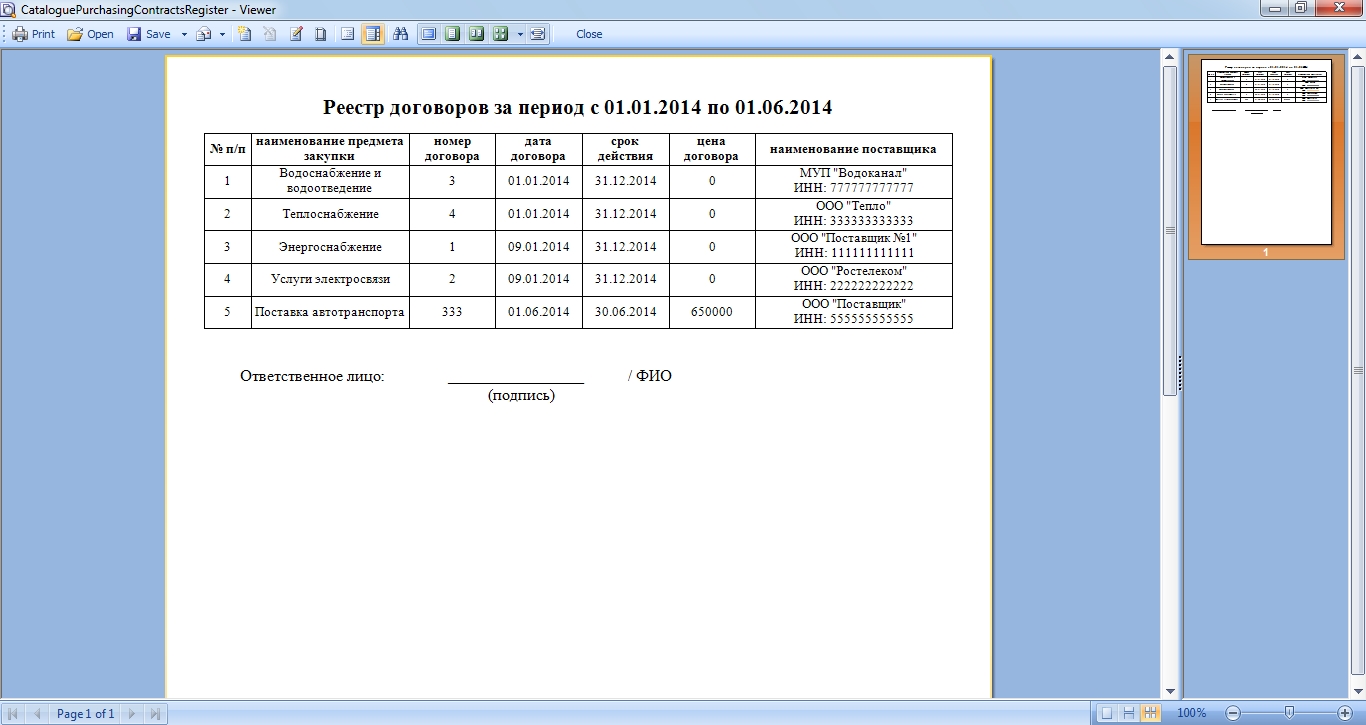 CataloguePurchasingContractsRegister - Viewer
Print Open Save Close
Реестр договоров за период с 01.01.2014 по 01.06.2014
№ п/п наименование предмета закупки номер договора дата договора срок действия цена договора наименование поставщика
1 Водоснабжение и водоотведение 3 01.01.2014 31.12.2014 0 МУП "Водоканал" ИНН: 777777777777
2 Теплоснабжение 4 01.01.2014 31.12.2014 0 ООО "Тепло" ИНН: 333333333333
3 Энергоснабжение 1 09.01.2014 31.12.2014 0 ООО "Поставщик №1" ИНН: 111111111111
4 Услуги электросвязи 2 09.01.2014 31.12.2014 0 ООО "Ростелеком" ИНН: 222222222222
5 Поставка автотранспорта 333 01.06.2014 30.06.2014 650000 ООО "Поставщик" ИНН: 555555555555
Ответственное лицо: / ФИО
(подпись)
1
Page 1 of 1 100%